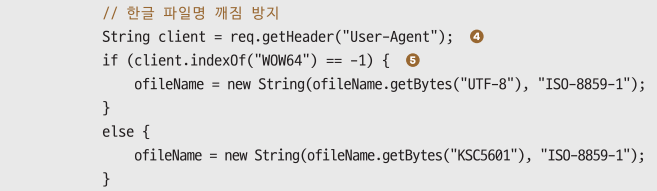 // 한글 파일명 깨짐 방지
String client = req.getHeader("User-Agent"); ❹
if (client.indexOf("WOW64") == -1) { ❺
    ofileName = new String(ofileName.getBytes("UTF-8"), "ISO-8859-1");
}
else {
    ofileName = new String(ofileName.getBytes("KSC5601"), "ISO-8859-1");
}